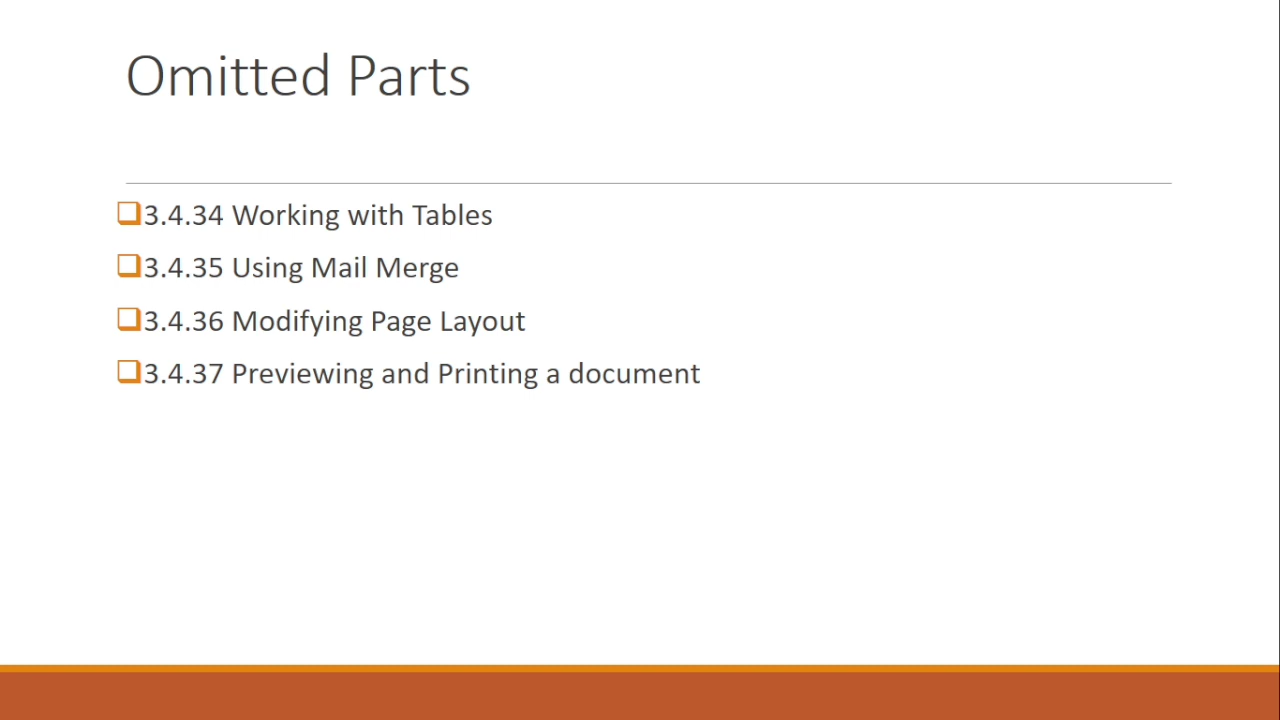 Omitted Parts
3.4.34 Working with Tables
3.4.35 Using Mail Merge
3.4.36 Modifying Page Layout
3.4.37 Previewing and Printing a document